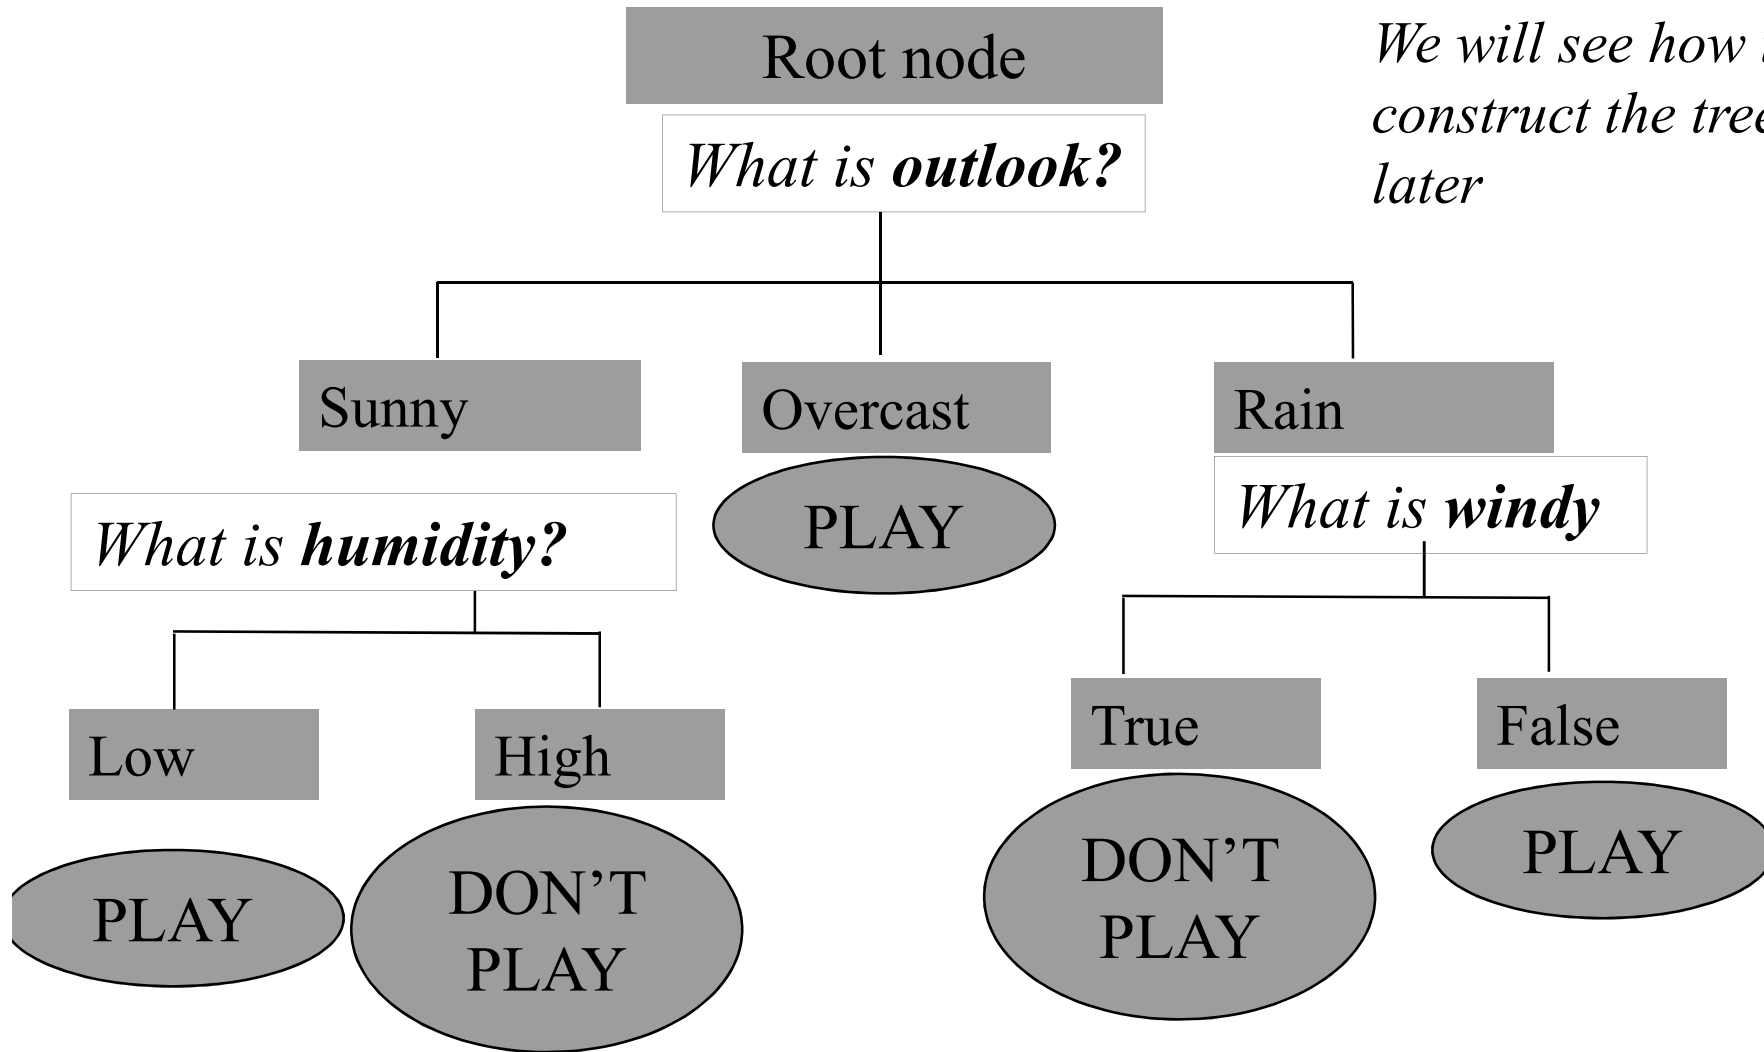 Root node
What is outlook?
We will see how
construct the tree
later
Sunny
Overcast
Rain
What is humidity?
PLAY
What is windy
Low
High
True
False
PLAY
DON’T
PLAY
DON’T
PLAY
PLAY